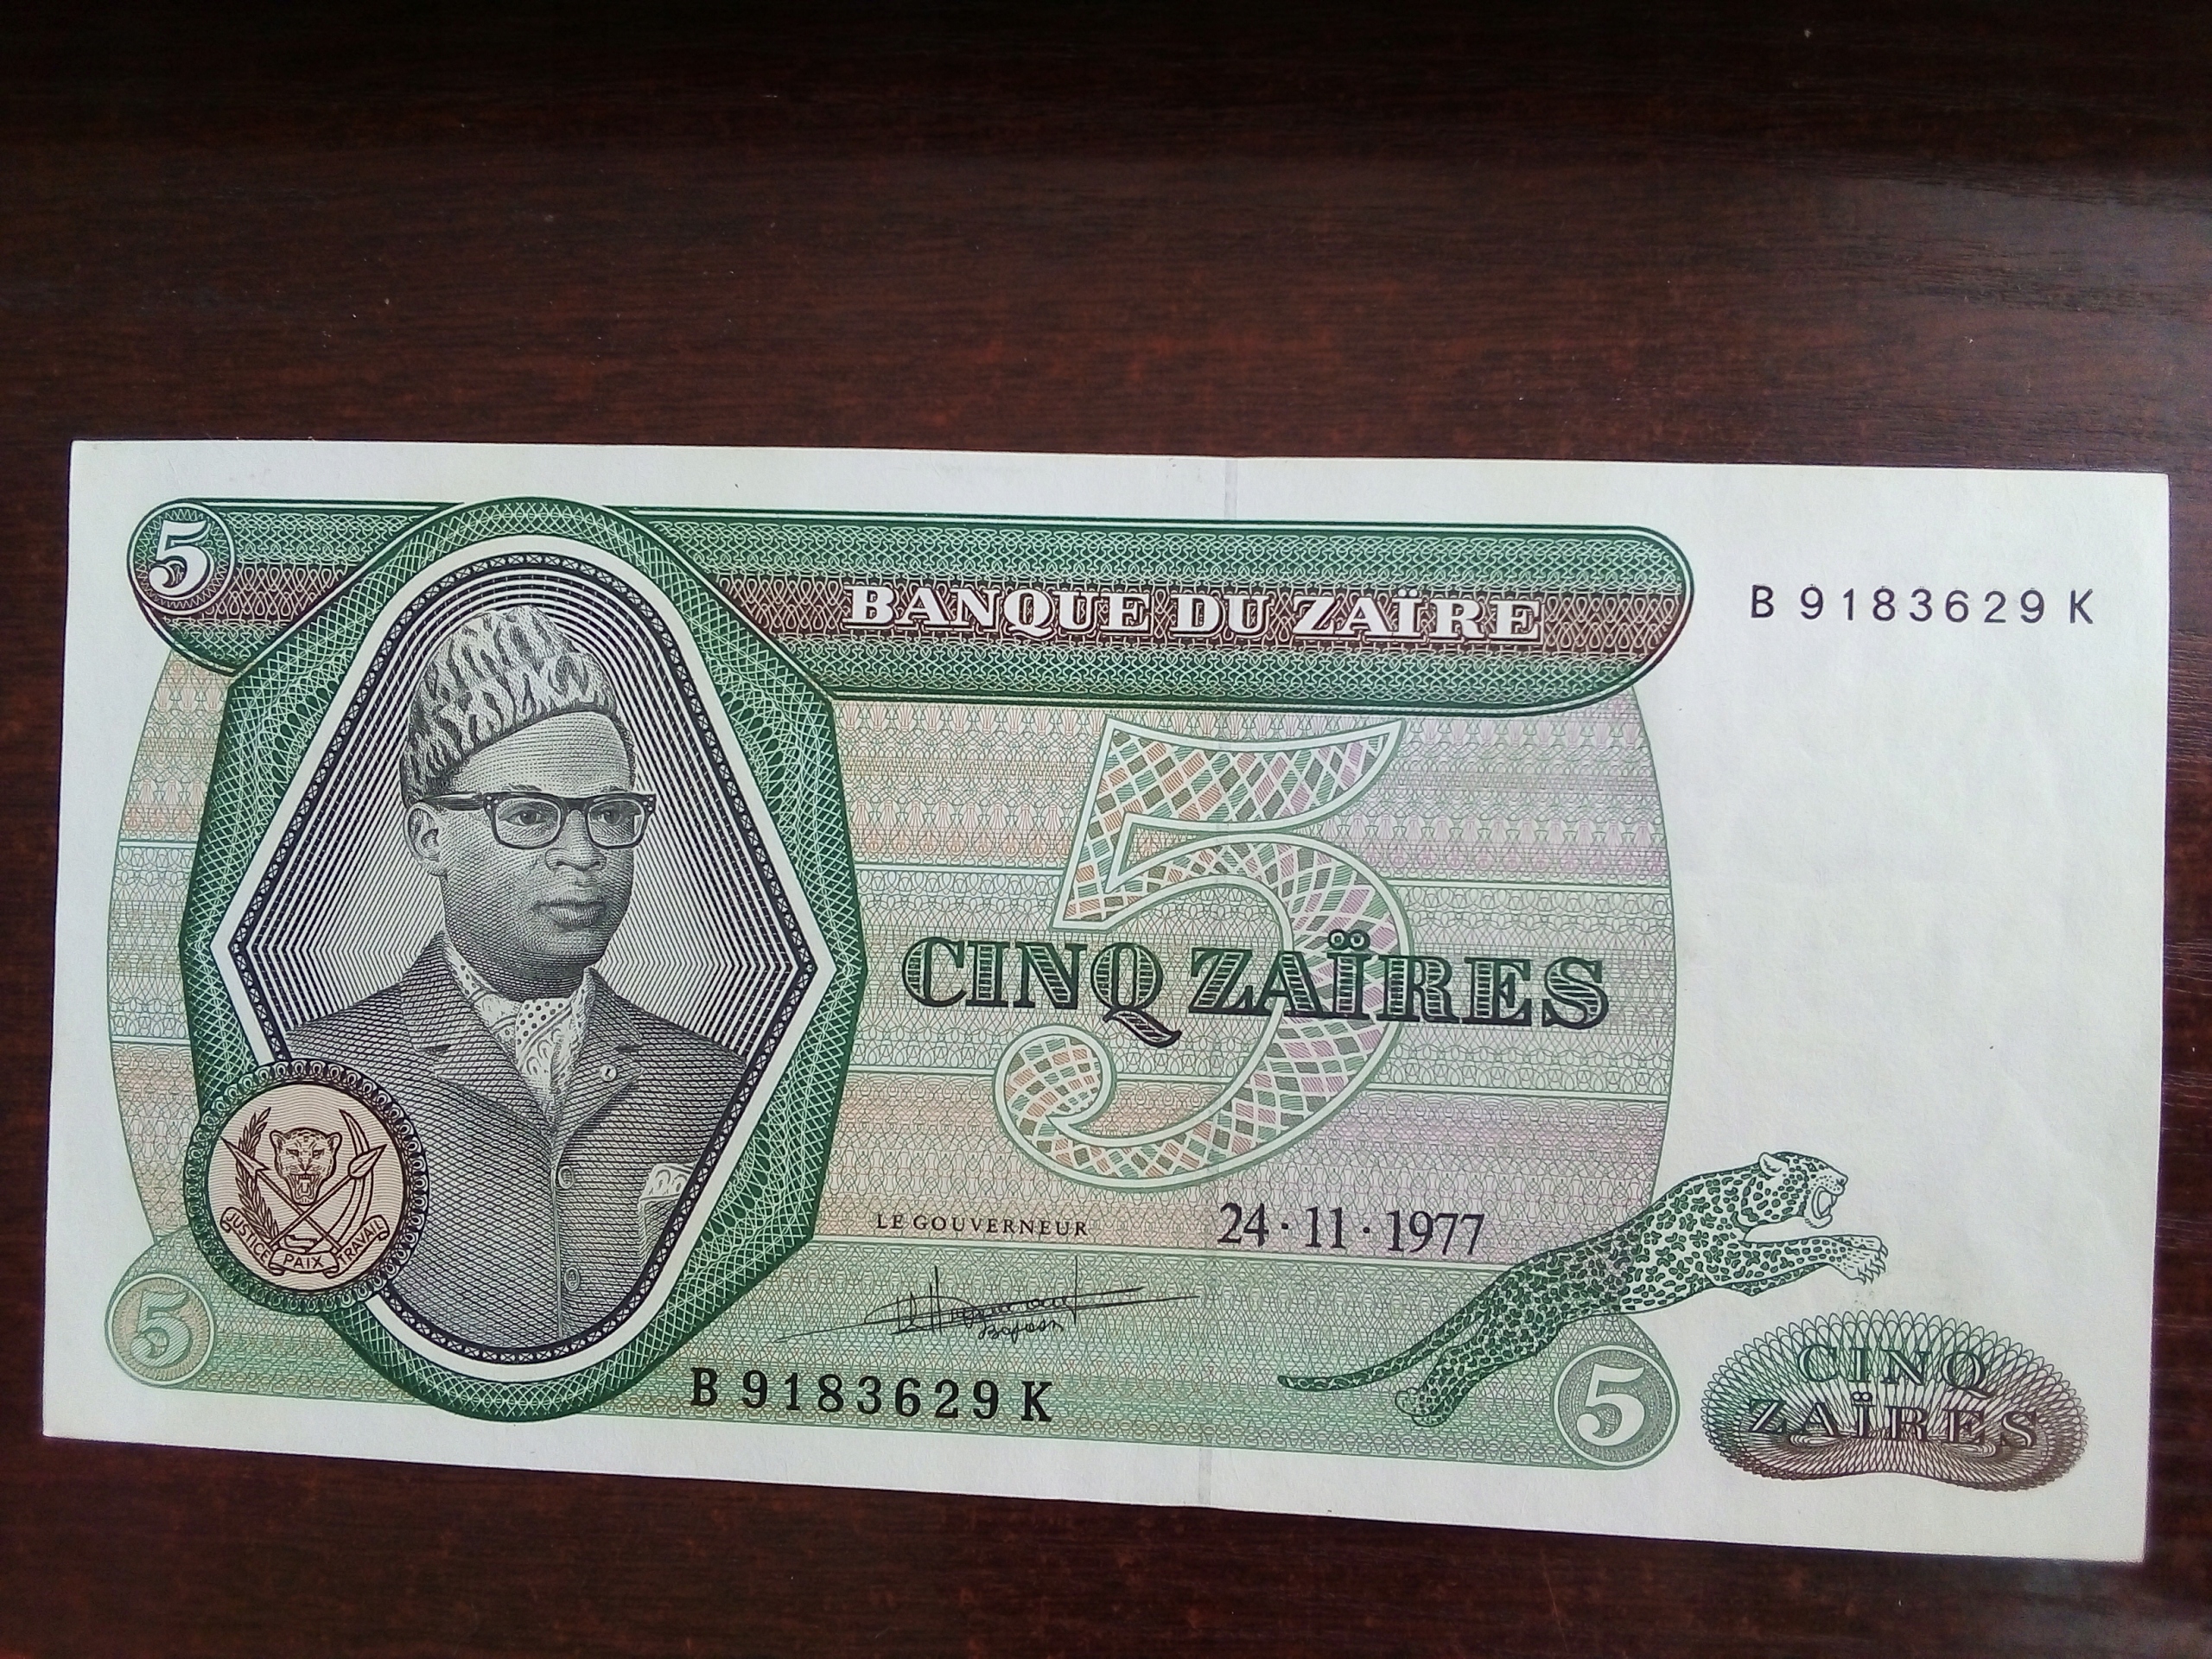 5
BANQUE DU ZAÏRE
B 9183629 K
5
CINQ ZAÏRES
LE GOUVERNEUR
24·11·1977
JUSTICE PAIX TRAVAIL
5
B 9183629 K
5
CINQ
ZAÏRES